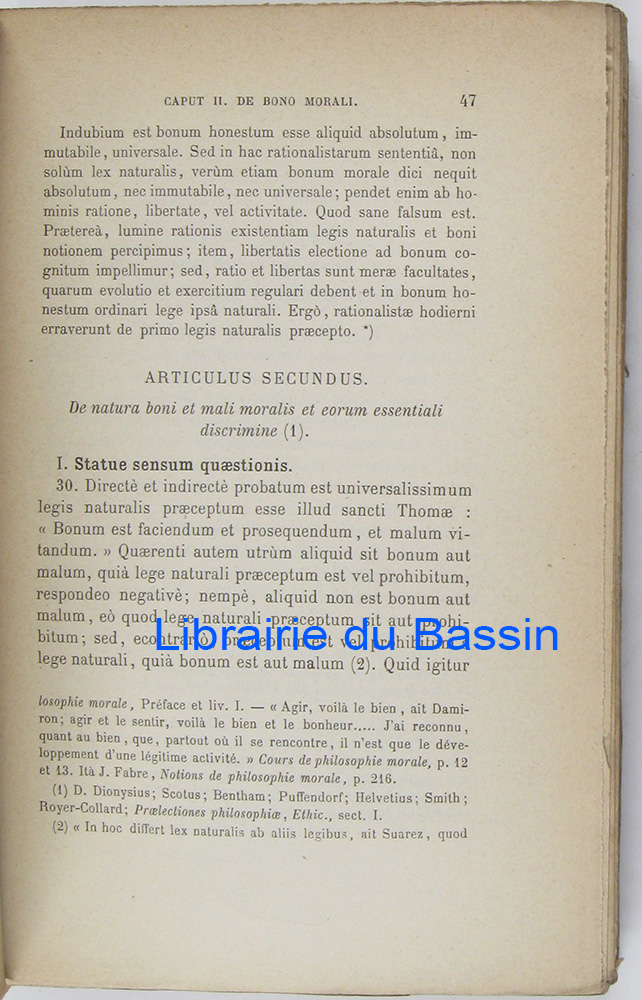 CAPUT II. DE BONO MORALI. 47
Indubium est bonum honestum esse aliquid absolutum, im-
mutabile, universale. Sed in hac rationalistarum sententiâ, non
solùm lex naturalis, verùm etiam bonum morale dici nequit
absolutum, nec immutabile, nec universale; pendet enim ab ho-
minis ratione, libertate, vel activitate. Quod sane falsum est.
Prætereà, lumine rationis existentiam legis naturalis et boni
notionem percipimus; item, libertatis electione ad bonum co-
gnitum impellimur; sed, ratio et libertas sunt meræ facultates,
quarum evolutio et exercitium regulari debent et in bonum ho-
nestum ordinari lege ipsâ naturali. Ergò, rationalistæ hodierni
erraverunt de primo legis naturalis præcepto. *)
ARTICULUS SECUNDUS.
De natura boni et mali moralis et eorum essentiali
discrimine (1).
I. Statue sensum quæstionis.
30. Directè et indirectè probatum est universalissimum
legis naturalis præceptum esse illud sancti Thomæ :
« Bonum est faciendum et prosequendum, et malum vi-
tandum. » Quærenti autem utrùm aliquid sit bonum aut
malum, quià lege naturali præceptum est vel prohibitum,
respondeo negativè; nempè, aliquid non est bonum aut
malum, eò quod lege naturali præceptum sit aut prohi-
bitum; sed, econtrariò, præceptum est vel prohibitum
Librairie du Bassin
lege naturali, quià bonum est aut malum (2). Quid igitur
losophie morale, Préface et liv. I. — « Agir, voilà le bien, ait Dami-
ron; agir et le sentir, voilà le bien et le bonheur..... J'ai reconnu,
quant au bien, que, partout où il se rencontre, il n'est que le déve-
loppement d'une légitime activité. » Cours de philosophie morale, p. 12
et 13. Ità J. Fabre, Notions de philosophie morale, p. 216.
(1) D. Dionysius; Scotus; Bentham; Puffendorf; Helvetius; Smith;
Royer-Collard; Prælectiones philosophiæ, Ethic., sect. I.
(2) « In hoc differt lex naturalis ab aliis legibus, ait Suarez, quod